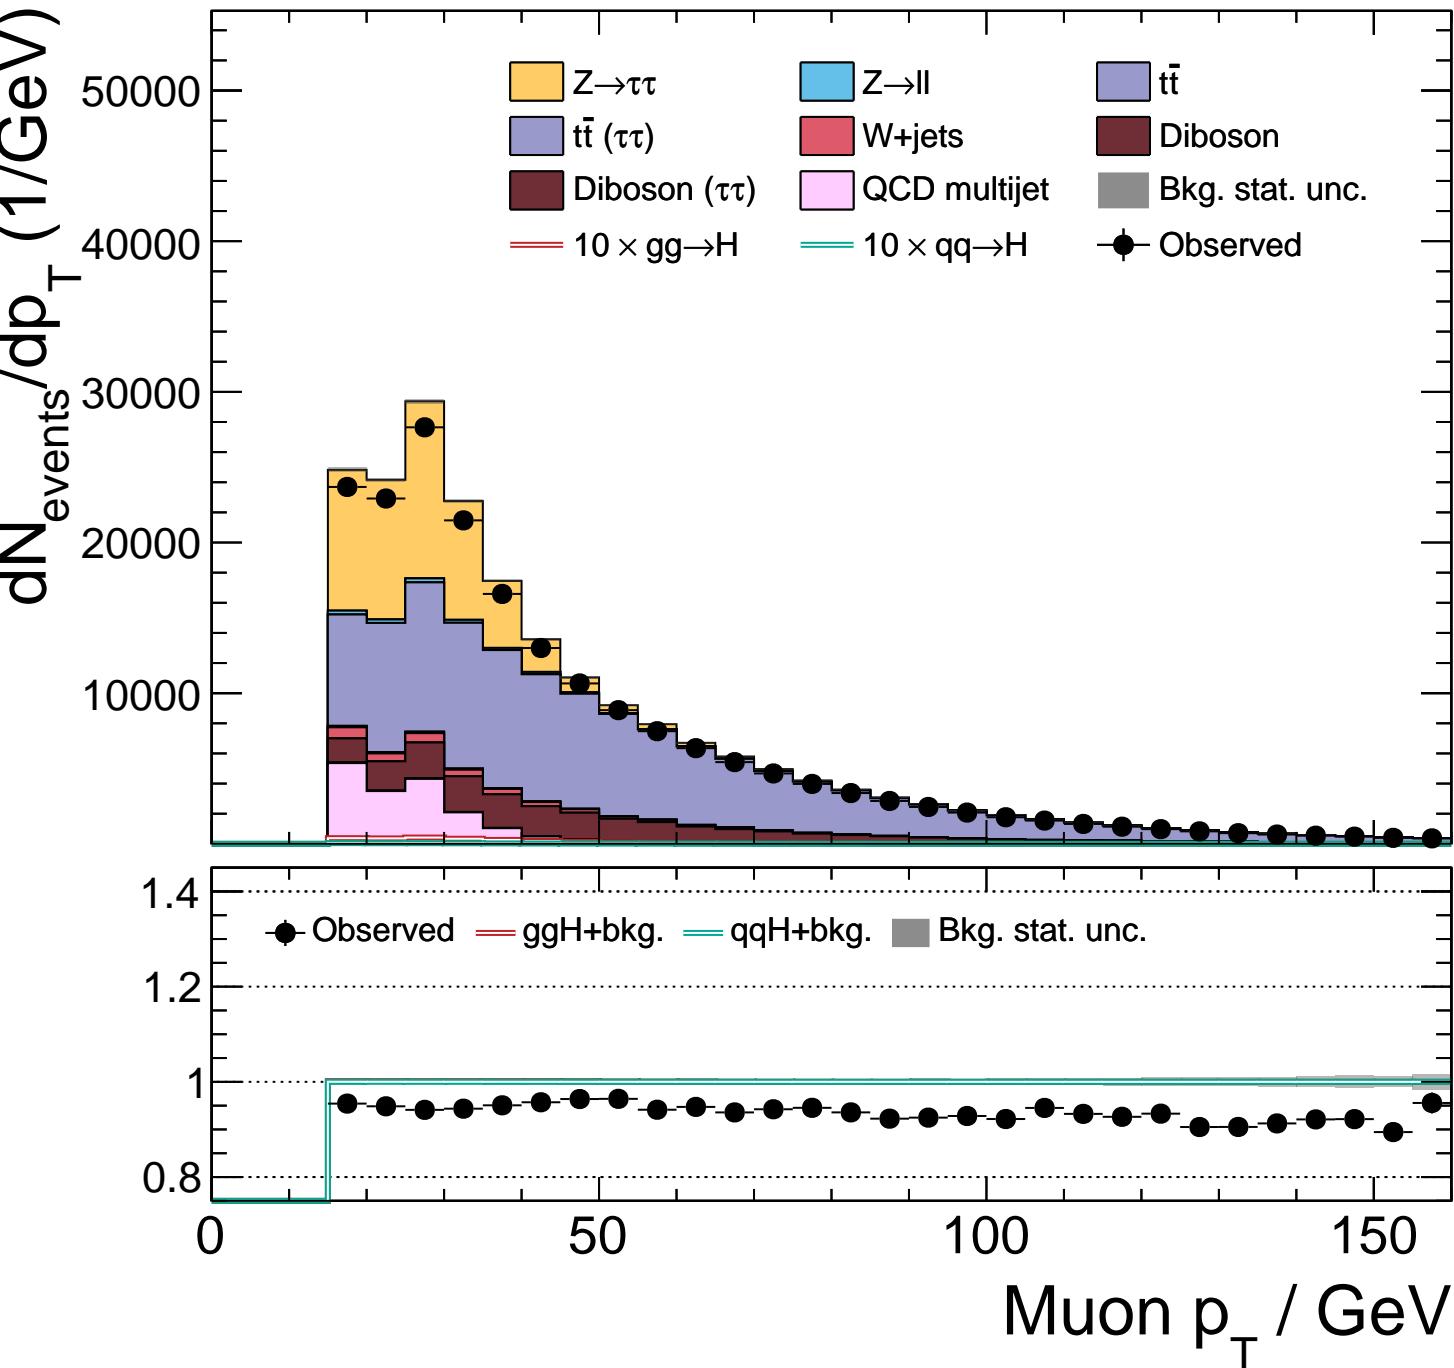 dN_events/dp_T (1/GeV)
50000
40000
30000
20000
10000
Z→ττ
Z→ll
tt̄
tt̄ (ττ)
W+jets
Diboson
Diboson (ττ)
QCD multijet
Bkg. stat. unc.
10 × gg→H
10 × qq→H
Observed
1.4
1.2
1
0.8
Observed
ggH+bkg.
qqH+bkg.
Bkg. stat. unc.
0
50
100
150
Muon p_T / GeV